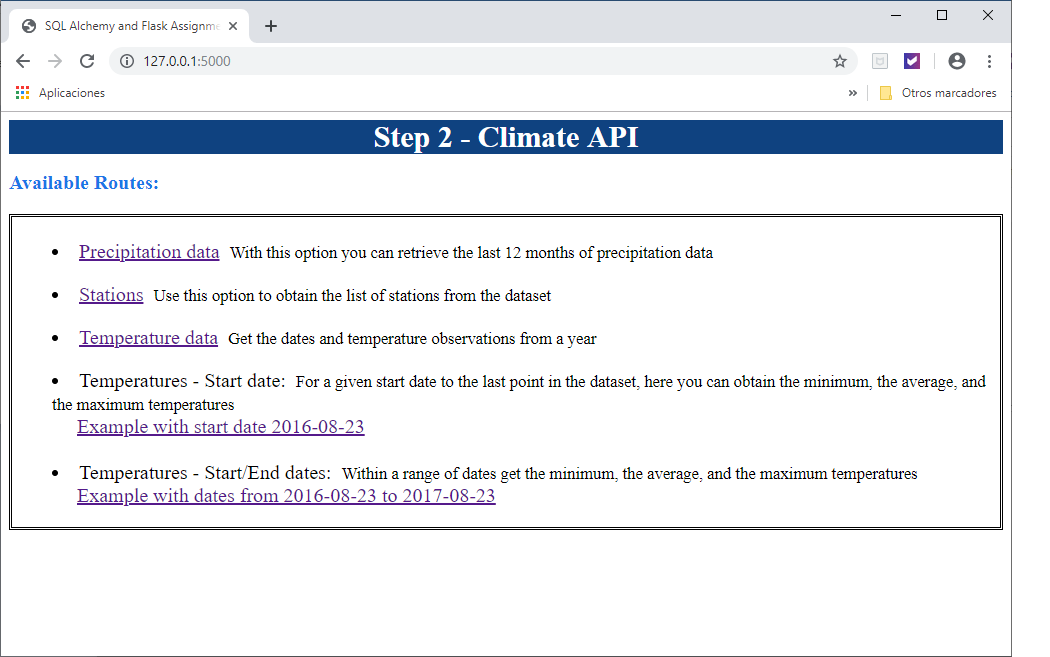 SQL Alchemy and Flask Assignme
127.0.0.1:5000
Aplicaciones
»
Otros marcadores
Step 2 - Climate API
Available Routes:
• Precipitation data With this option you can retrieve the last 12 months of precipitation data
• Stations Use this option to obtain the list of stations from the dataset
• Temperature data Get the dates and temperature observations from a year
• Temperatures - Start date: For a given start date to the last point in the dataset, here you can obtain the minimum, the average, and
the maximum temperatures
Example with start date 2016-08-23
• Temperatures - Start/End dates: Within a range of dates get the minimum, the average, and the maximum temperatures
Example with dates from 2016-08-23 to 2017-08-23